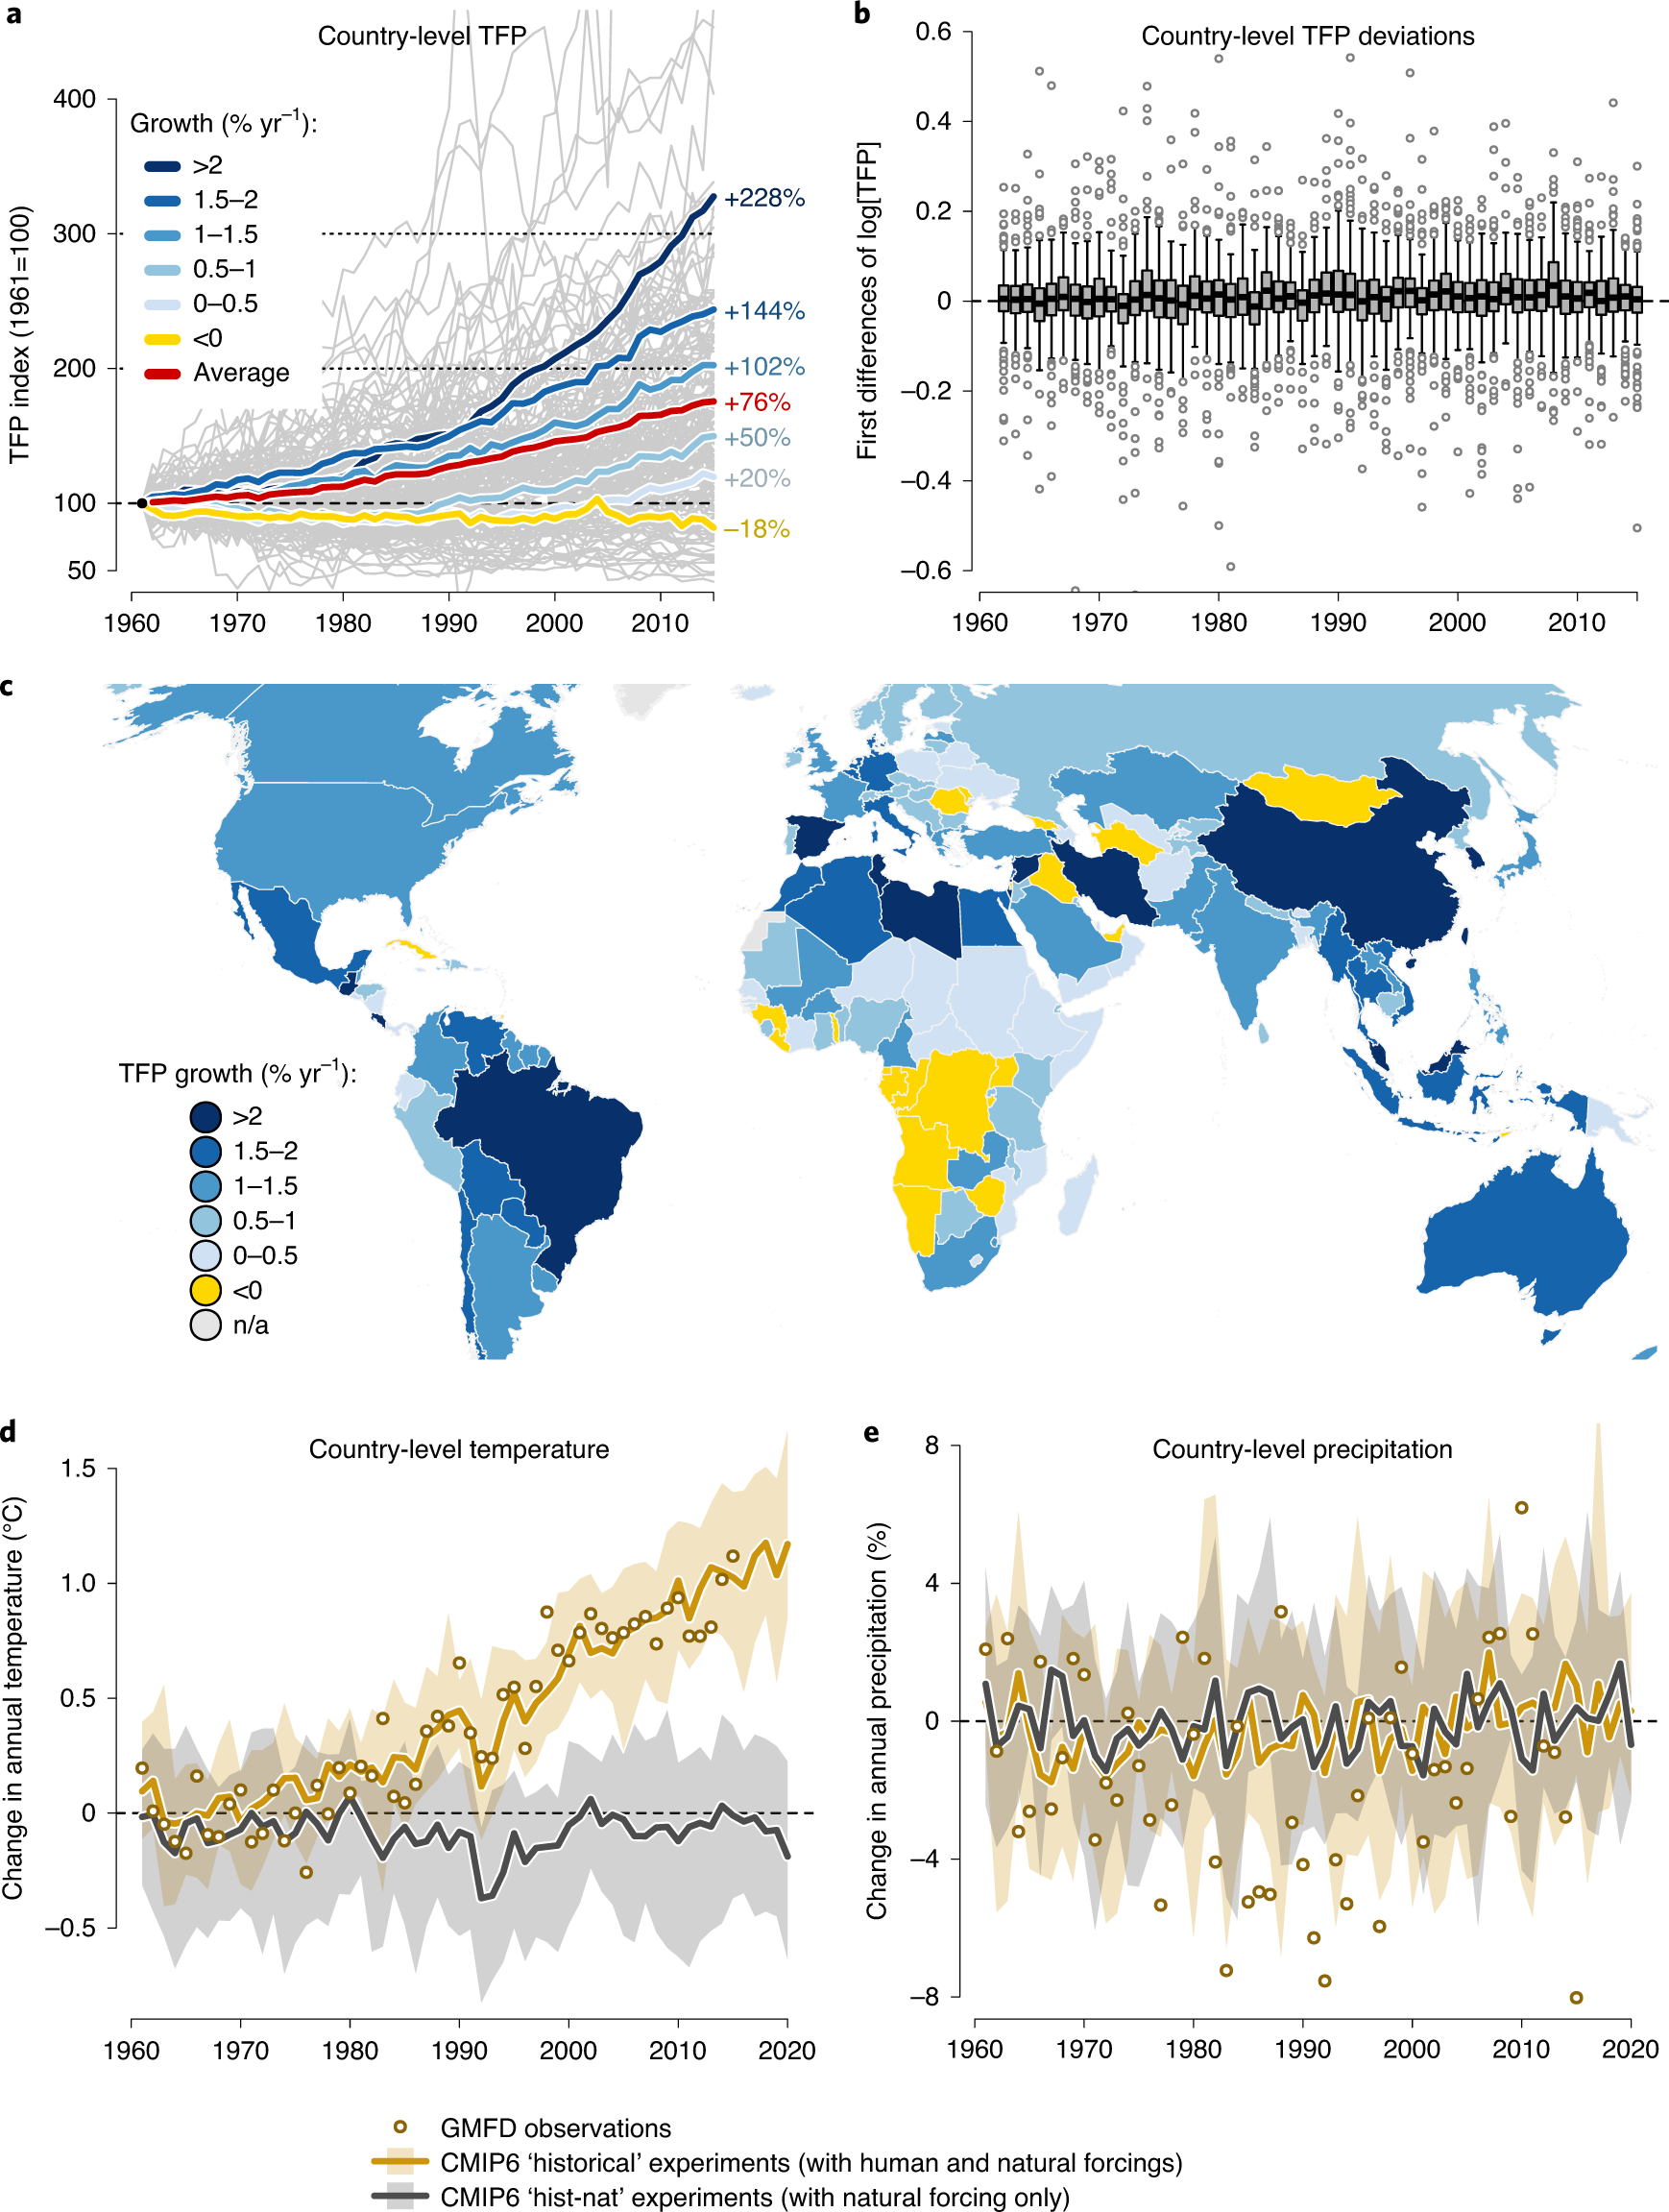 a
Country-level TFP
TFP index (1961=100)
400
300
200
100
50
Growth (% yr⁻¹):
>2
1.5–2
1–1.5
0.5–1
0–0.5
<0
Average
+228%
+144%
+102%
+76%
+50%
+20%
–18%
1960 1970 1980 1990 2000 2010
b
Country-level TFP deviations
First differences of log[TFP]
0.6
0.4
0.2
0
–0.2
–0.4
–0.6
1960 1970 1980 1990 2000 2010
c
TFP growth (% yr⁻¹):
>2
1.5–2
1–1.5
0.5–1
0–0.5
<0
n/a
d
Country-level temperature
Change in annual temperature (°C)
1.5
1.0
0.5
0
–0.5
1960 1970 1980 1990 2000 2010 2020
e
Country-level precipitation
Change in annual precipitation (%)
8
4
0
–4
–8
1960 1970 1980 1990 2000 2010 2020
GMFD observations
CMIP6 ‘historical’ experiments (with human and natural forcings)
CMIP6 ‘hist-nat’ experiments (with natural forcing only)